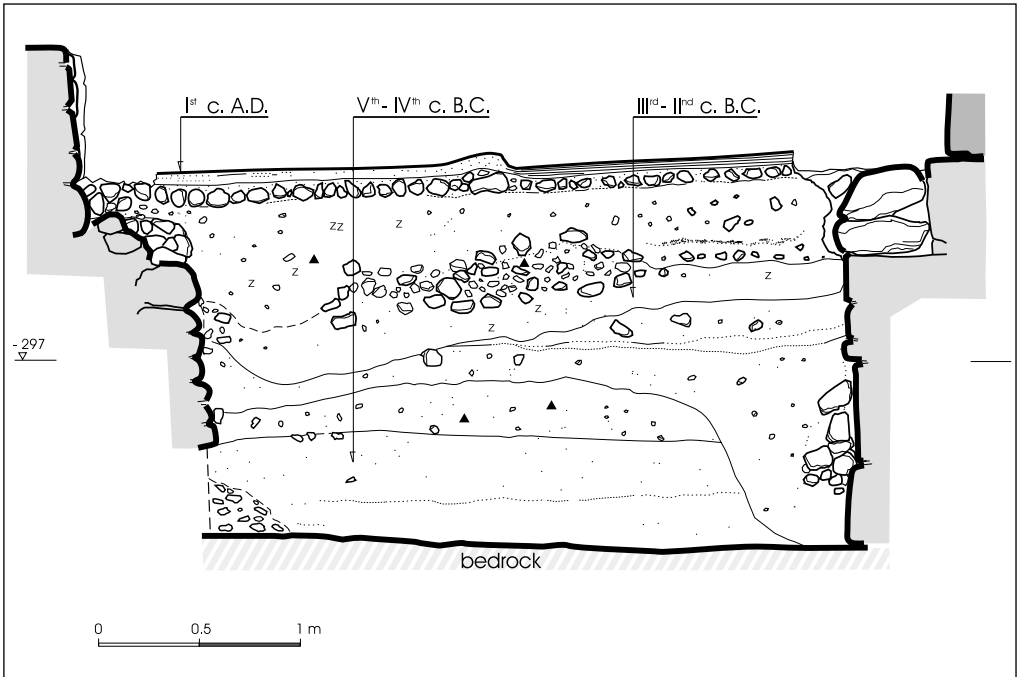 Iˢᵗ c. A.D.
Vᵗʰ - IVᵗʰ c. B.C.
IIIʳᵈ - IIⁿᵈ c. B.C.
zz
z
z
z
z
z
z
- 297
bedrock
0 0.5 1 m